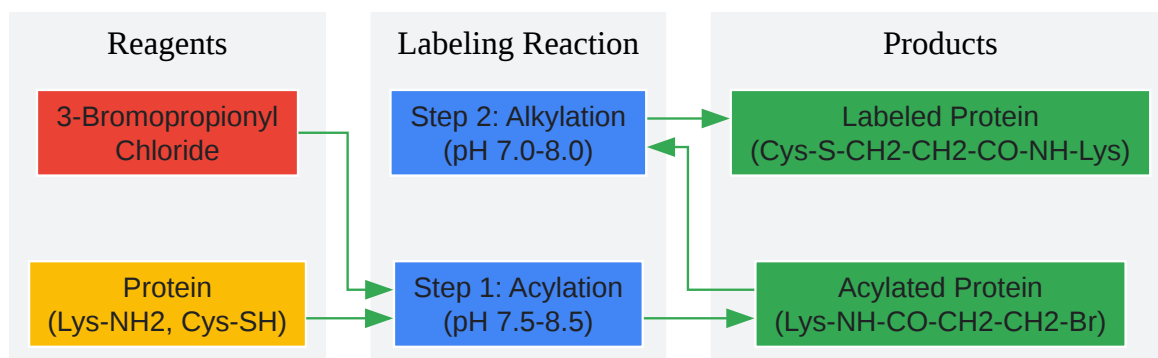 Reagents
Labeling Reaction
Products
3-Bromopropionyl
Chloride
Step 2: Alkylation
(pH 7.0-8.0)
Labeled Protein
(Cys-S-CH2-CH2-CO-NH-Lys)
Protein
(Lys-NH2, Cys-SH)
Step 1: Acylation
(pH 7.5-8.5)
Acylated Protein
(Lys-NH-CO-CH2-CH2-Br)